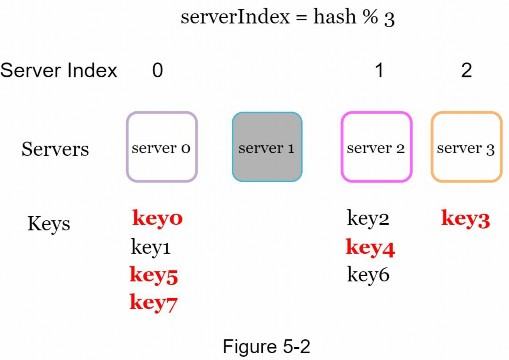 serverIndex = hash % 3
Server Index 0 1 2
Servers server 0 server 1 server 2 server 3
Keys key0 key2 key3
key1 key4
key5 key6
key7
Figure 5-2